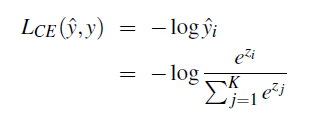 L_CE(ŷ,y) = −log ŷ_i
= −log e^{z_i} / ∑_{j=1}^{K} e^{z_j}